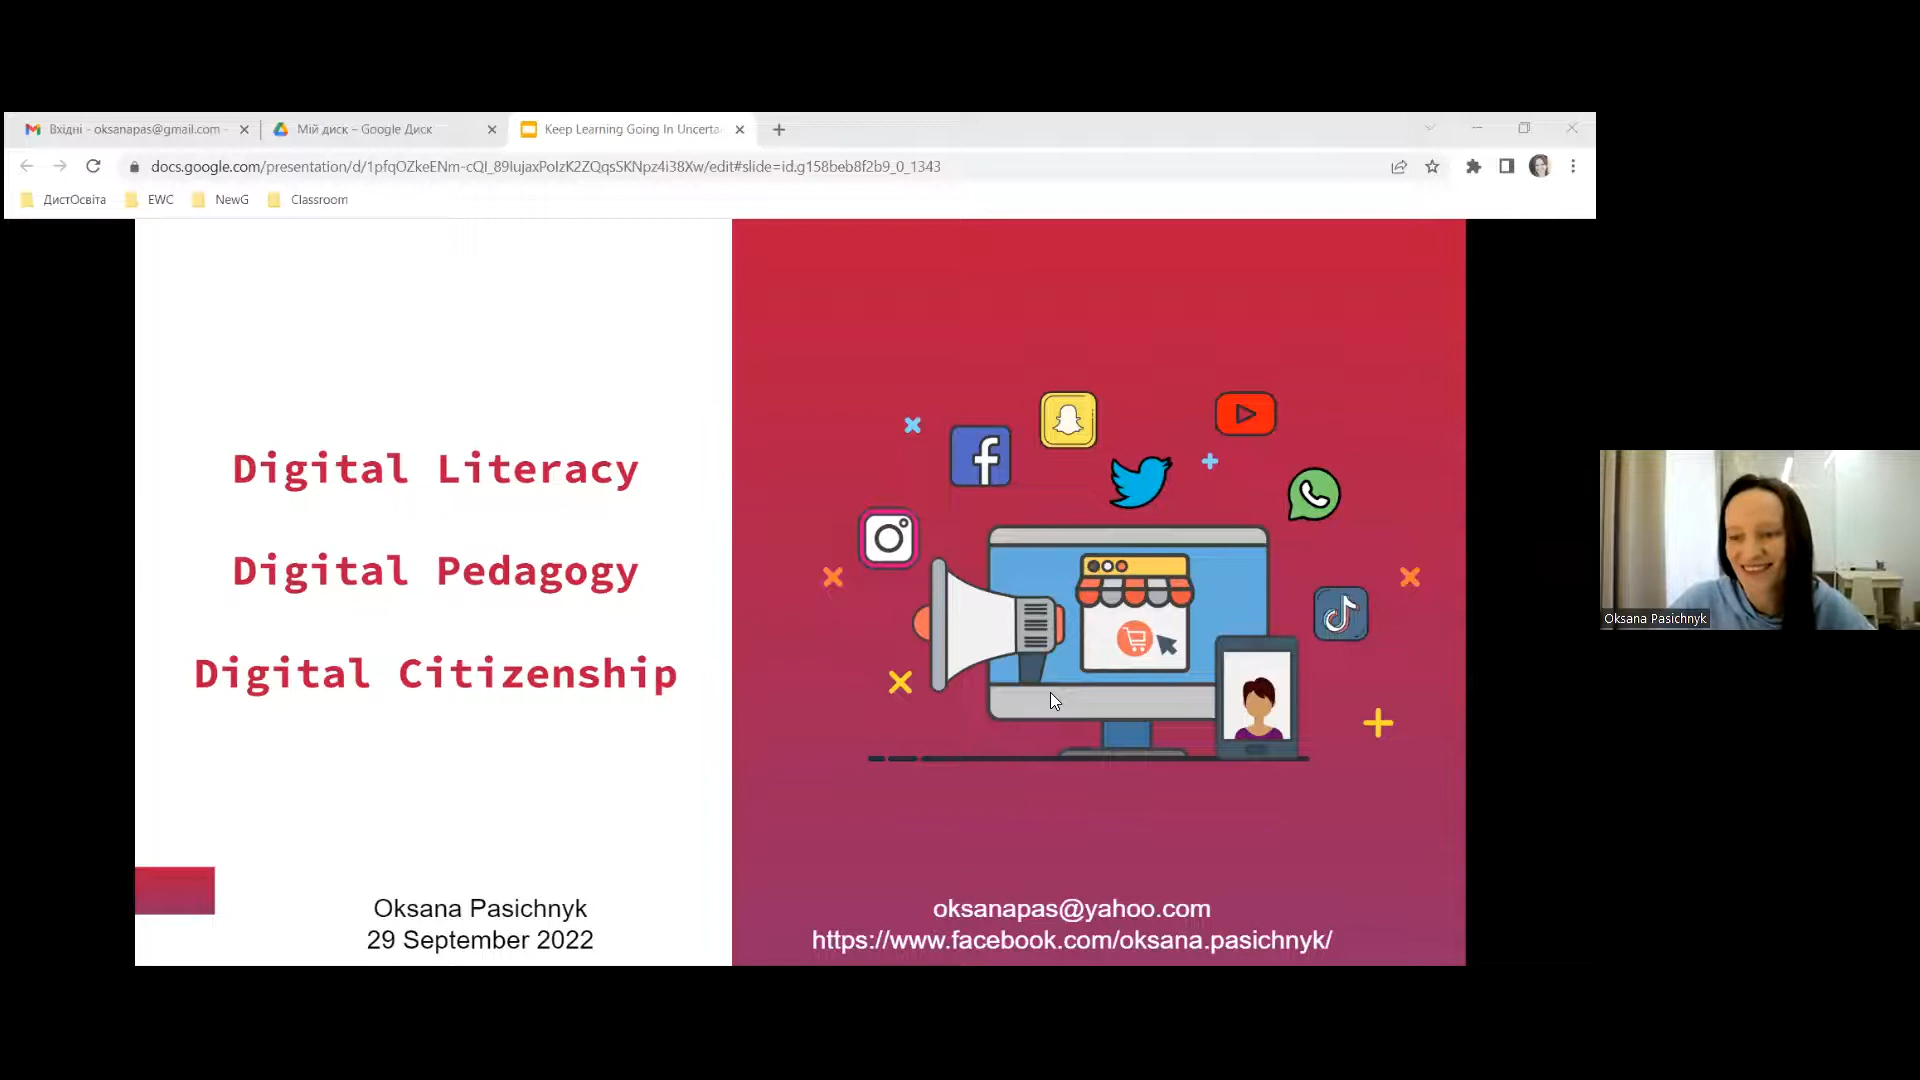 Вхідні - oksanapas@gmail.com -
Мій диск – Google Диск
Keep Learning Going In Uncerta
docs.google.com/presentation/d/1pfqOZkeENm-cQI_89IujaxPoIzK2ZQqsSKNpz4i38Xw/edit#slide=id.g158beb8f2b9_0_1343
ДистОсвіта
EWC
NewG
Classroom
Digital Literacy
Digital Pedagogy
Digital Citizenship
Oksana Pasichnyk
29 September 2022
oksanapas@yahoo.com
https://www.facebook.com/oksana.pasichnyk/
Oksana Pasichnyk